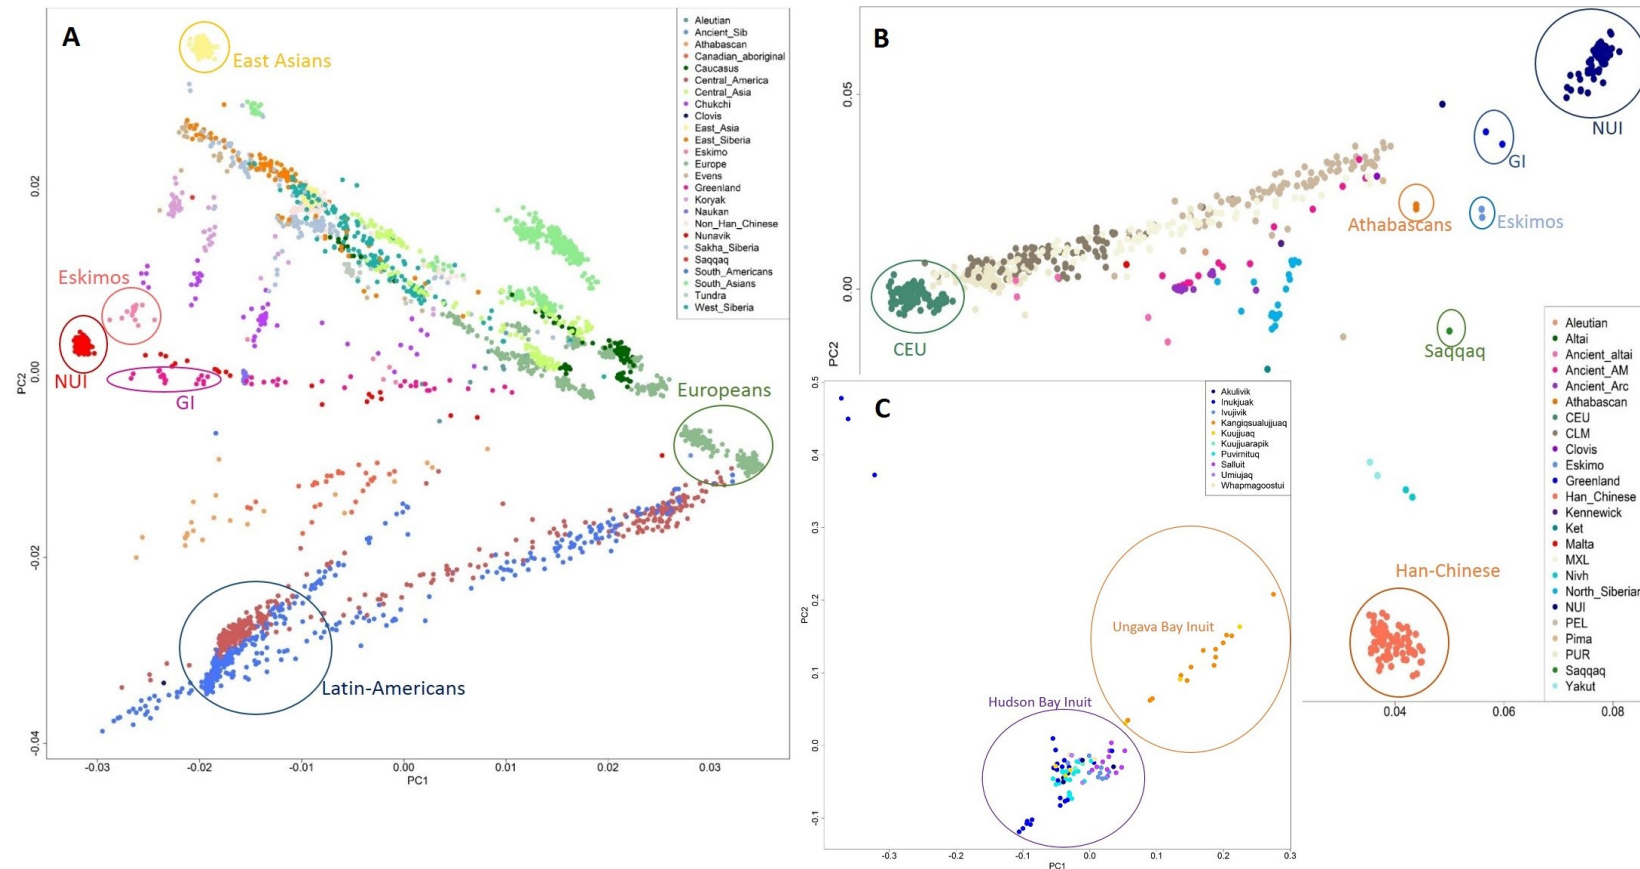 A
East Asians
Eskimos
NUI
GI
Europeans
Latin-Americans
Aleutian
Ancient_Sib
Athabascan
Canadian_aboriginal
Caucasus
Central_America
Central_Asia
Chukchi
Clovis
East_Asia
East_Siberia
Eskimo
Europe
Evens
Greenland
Koryak
Naukan
Non_Han_Chinese
Nunavik
Sakha_Siberia
Saqqaq
South_Americans
South_Asians
Tundra
West_Siberia
PC2
0.02
0.00
-0.02
-0.04
-0.03
-0.02
-0.01
0.00
0.01
0.02
0.03
PC1
B
NUI
GI
Athabascans
Eskimos
CEU
Saqqaq
Han-Chinese
PC2
0.05
0.00
0.04
0.06
0.08
Aleutian
Altai
Ancient_altai
Ancient_AM
Ancient_Arc
Athabascan
CEU
CLM
Clovis
Eskimo
Greenland
Han_Chinese
Kennewick
Ket
Malta
MXL
Nivh
North_Siberian
NUI
PEL
Pima
PUR
Saqqaq
Yakut
C
Akulivik
Inukjuak
Ivujivik
Kangiqsualujjuaq
Kuujjuaq
Kuujjuarapik
Puvirnituq
Salluit
Umiujaq
Whapmagoostui
Ungava Bay Inuit
Hudson Bay Inuit
PC2
0.5
0.4
0.3
0.2
0.1
0.0
-0.1
-0.3
-0.2
-0.1
0.0
0.1
0.2
0.3
PC1